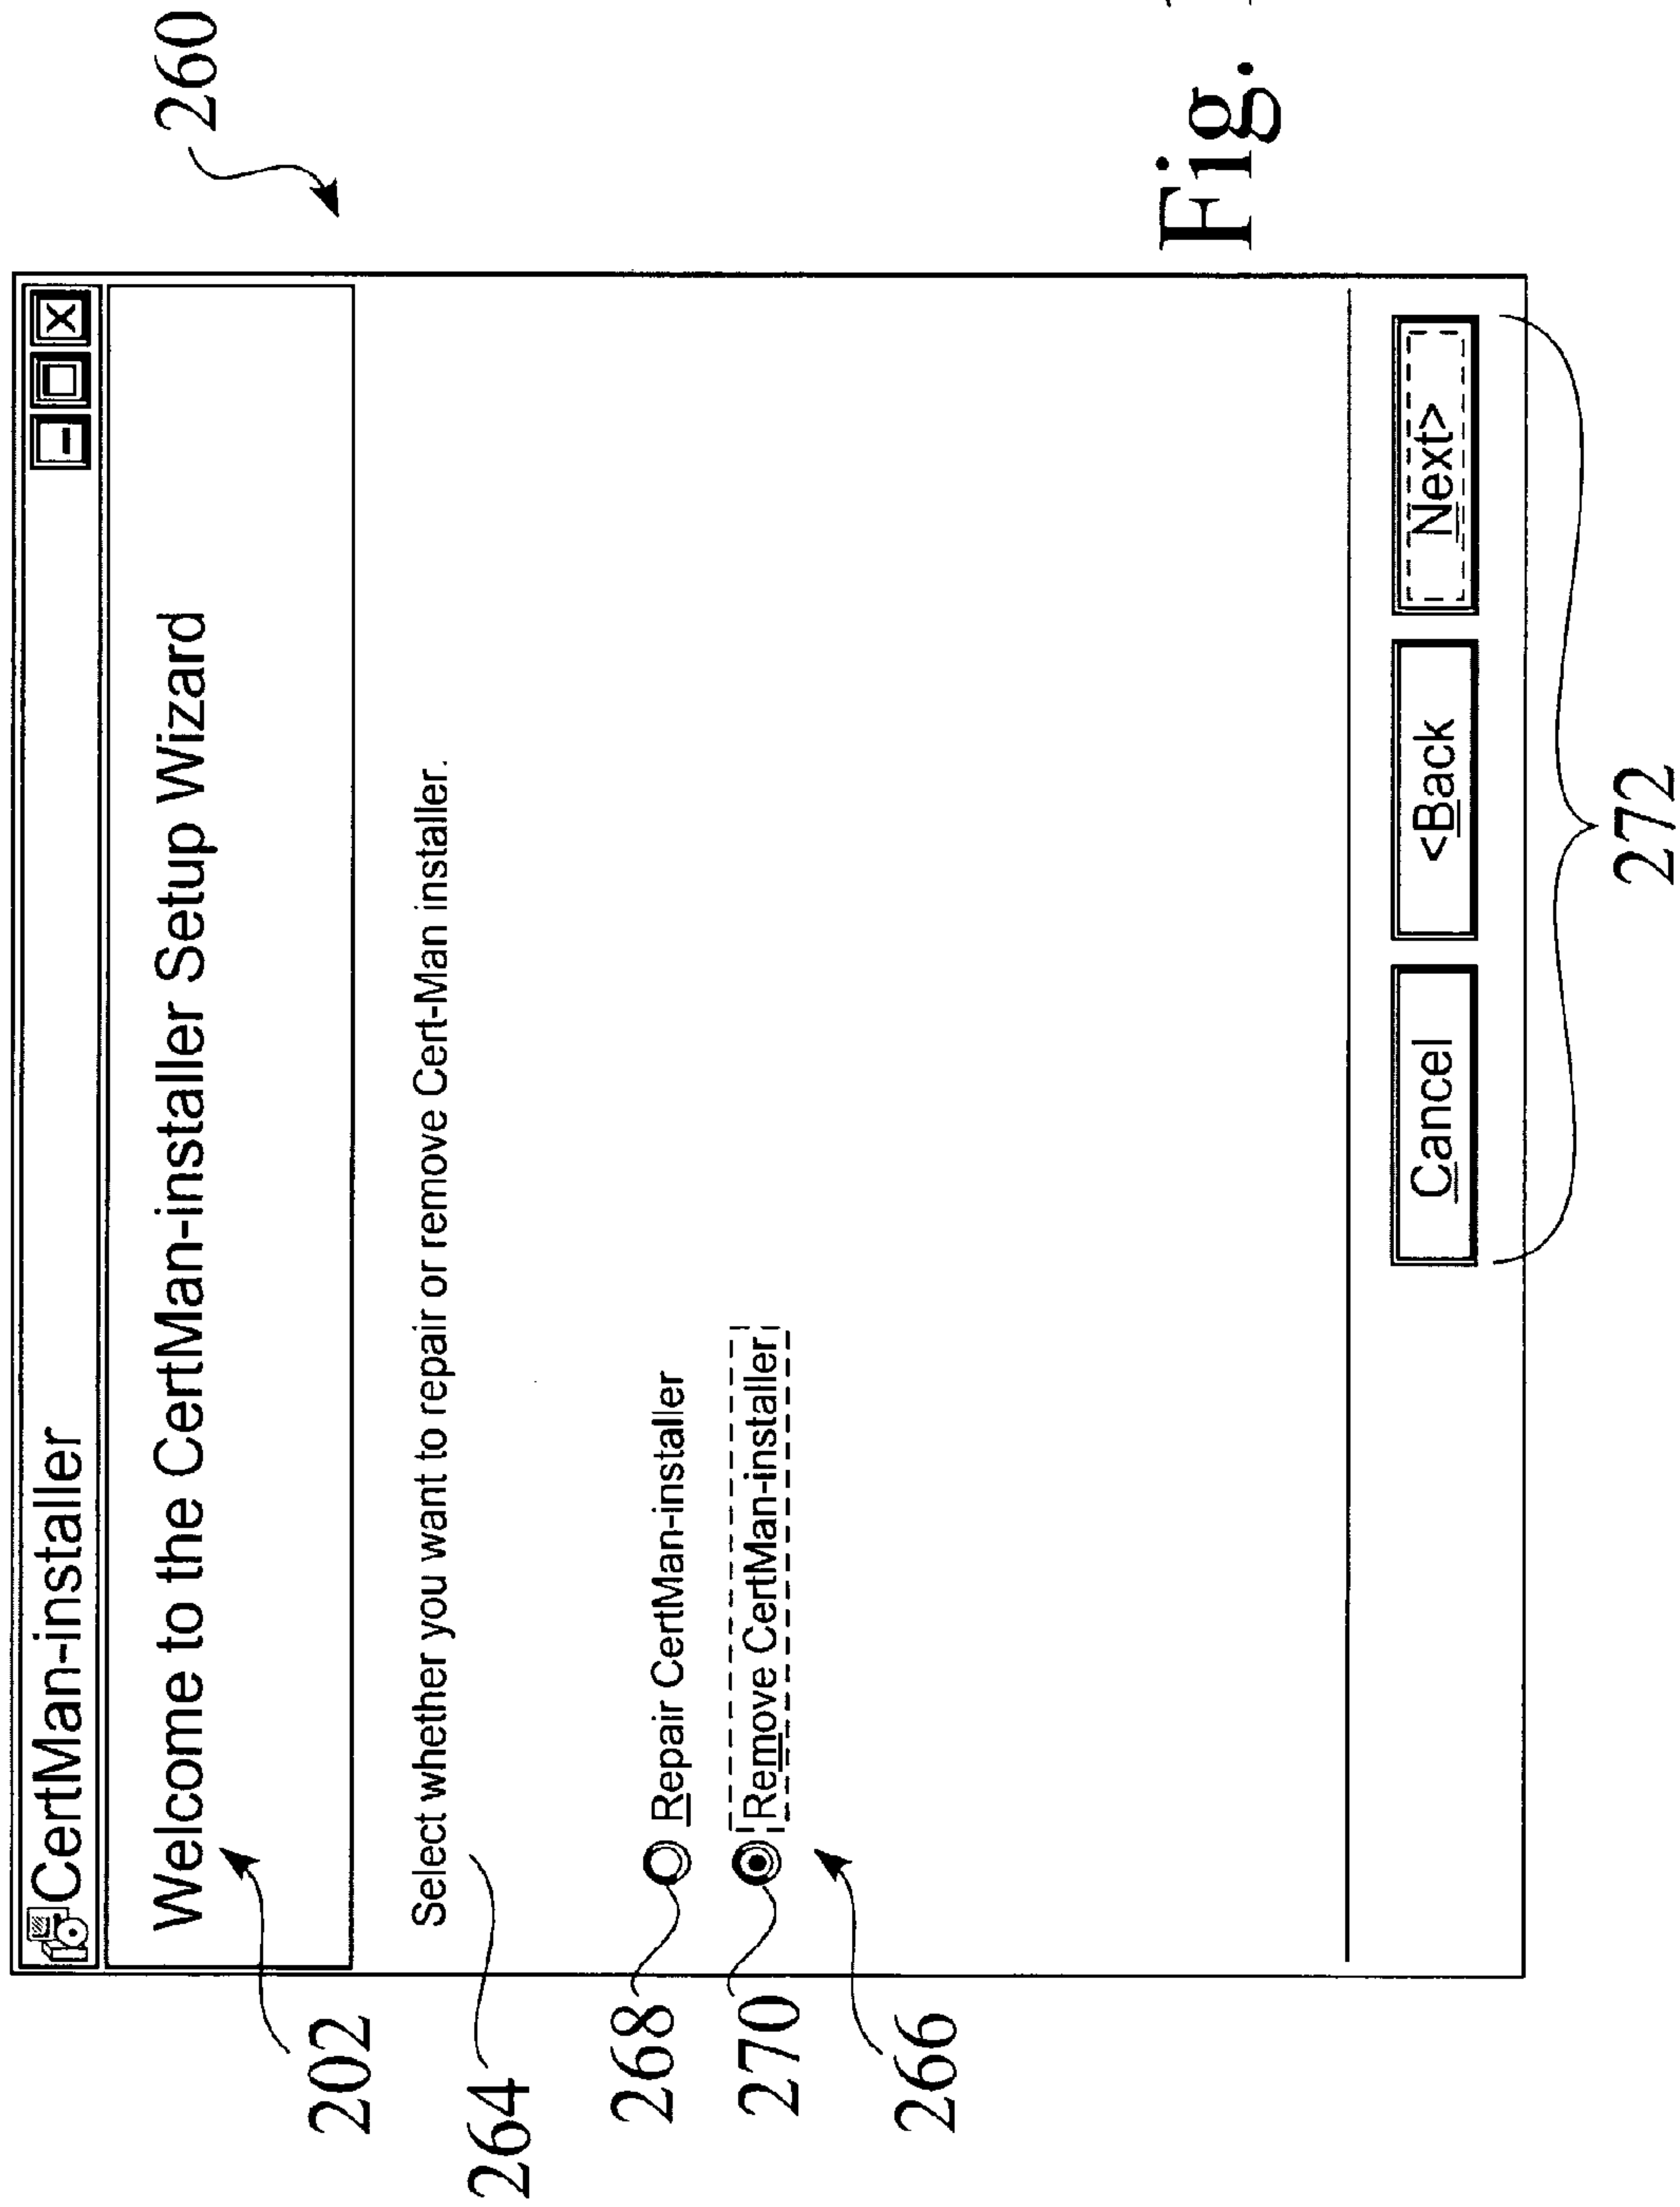 260
CertMan-installer
202
Welcome to the CertMan-installer Setup Wizard
264
Select whether you want to repair or remove Cert-Man installer.
268
Repair CertMan-installer
270
Remove CertMan-installer
266
Cancel
<Back
Next>
272
Fig.